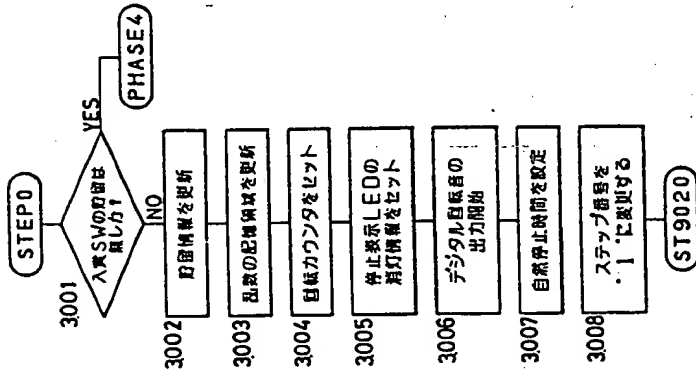 STEP0
3001
入賞SWの貯留は
無しか?
YES
PHASE4
NO
3002
貯留情報を更新
3003
乱数の記憶領域を更新
3004
回転カウンタをセット
3005
停止表示LEDの
消灯情報をセット
3006
デジタル回転音の
出力開始
3007
自然停止時間を設定
3008
ステップ番号を
"1"に変更する
ST9020